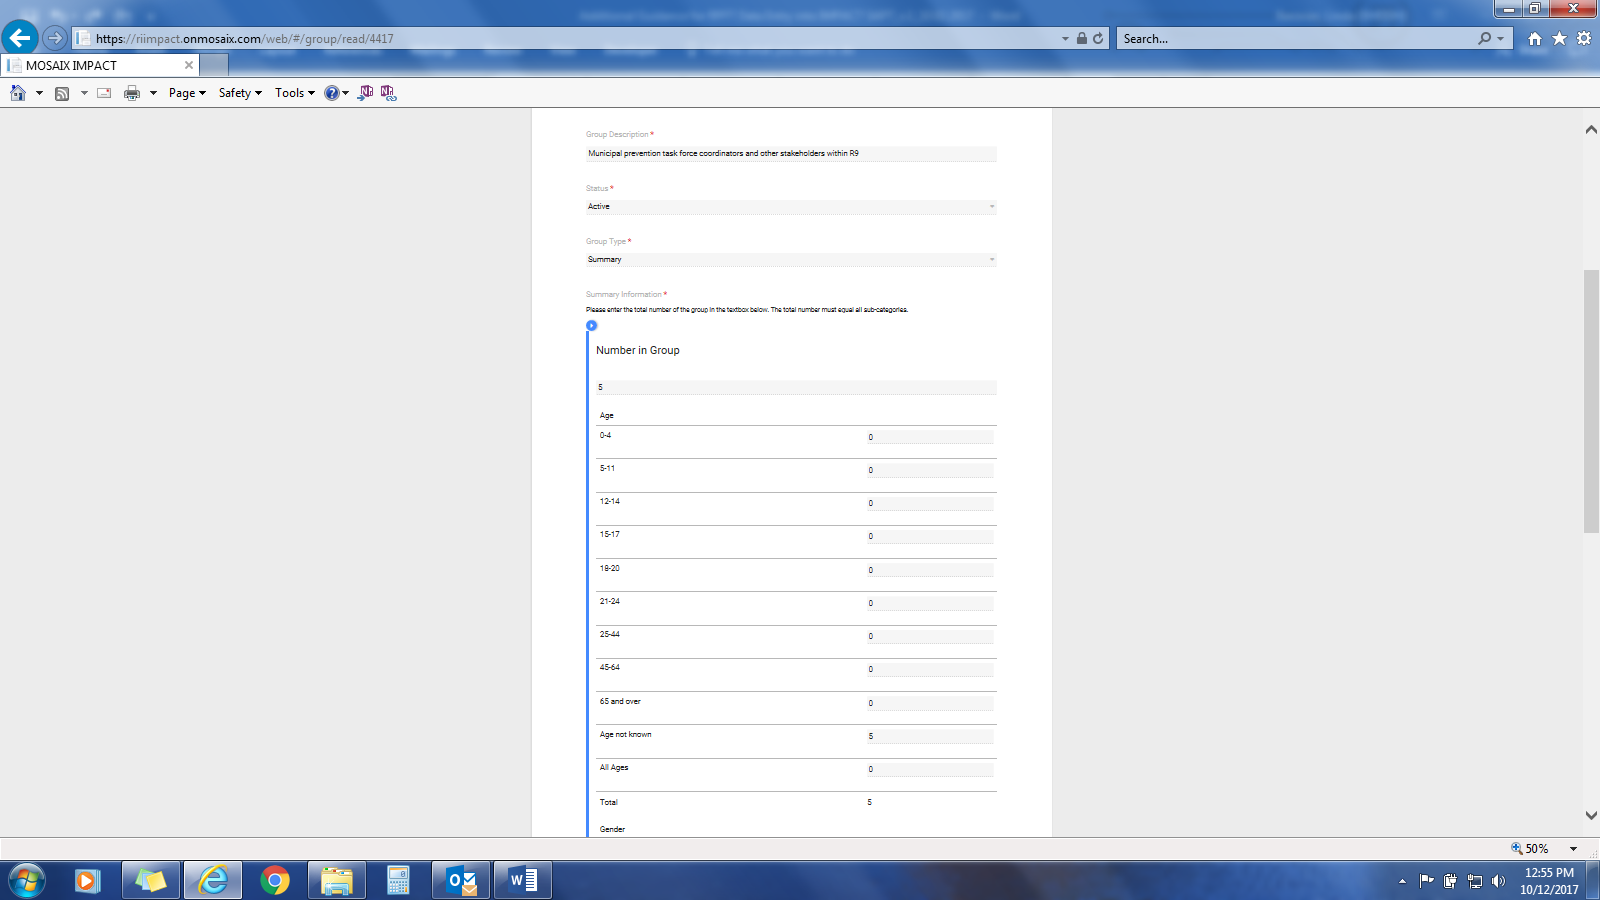 https://riimpact.onmosaix.com/web/#/group/read/4417
Search...
MOSAIX IMPACT
Page
Safety
Tools
Group Description *
Municipal prevention task force coordinators and other stakeholders within R9
Status *
Active
Group Type *
Summary
Summary Information *
Please enter the total number of the group in the textbox below. The total number must equal all sub-categories.
Number in Group
5
Age
0-4 0
5-11 0
12-14 0
15-17 0
18-20 0
21-24 0
25-44 0
45-64 0
65 and over 0
Age not known 5
All Ages 0
Total 5
Gender
50%
12:55 PM
10/12/2017